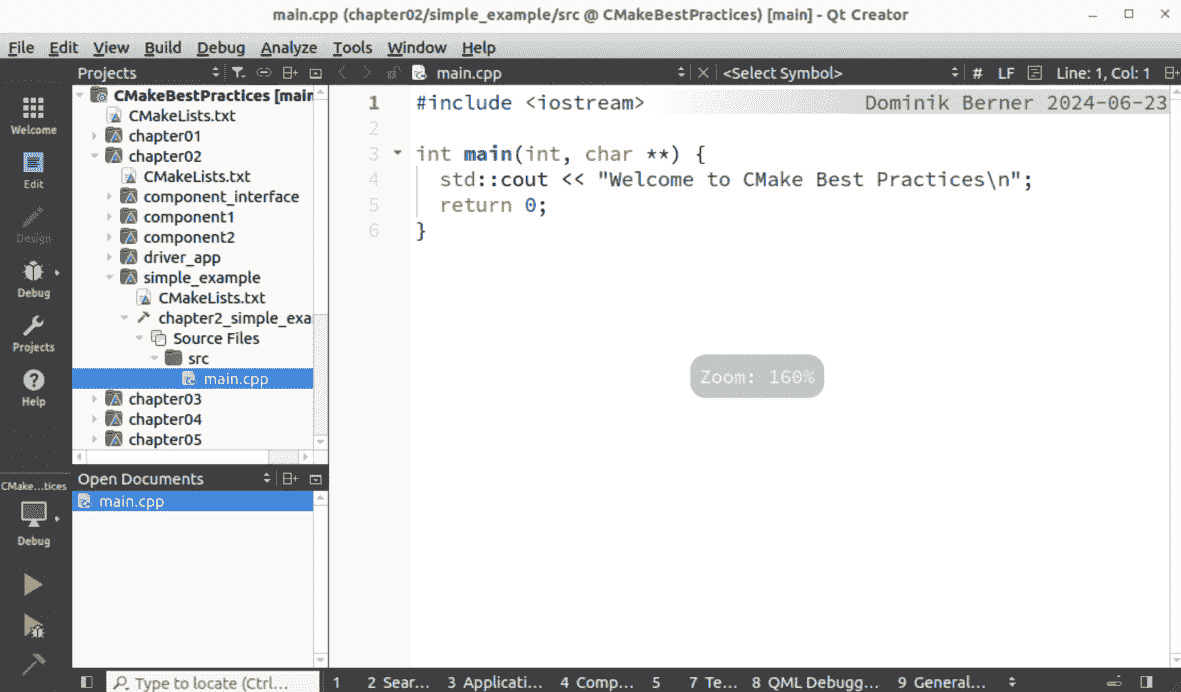 main.cpp (chapter02/simple_example/src @ CMakeBestPractices) [main] - Qt Creator
File Edit View Build Debug Analyze Tools Window Help
Projects
main.cpp
<Select Symbol>
# LF Line: 1, Col: 1
Welcome
Edit
Design
Debug
Projects
Help
CMake...tices
Debug
CMakeBestPractices [main
CMakeLists.txt
chapter01
chapter02
CMakeLists.txt
component_interface
component1
component2
driver_app
simple_example
CMakeLists.txt
chapter2_simple_exa
Source Files
src
main.cpp
chapter03
chapter04
chapter05
Open Documents
main.cpp
1 #include <iostream> Dominik Berner 2024-06-23
2
3 int main(int, char **) {
4 std::cout << "Welcome to CMake Best Practices\n";
5 return 0;
6 }
Zoom: 160%
Type to locate (Ctrl...
1 2 Sear... 3 Applicati... 4 Comp... 5 7 Te... 8 QML Debugg... 9 General...